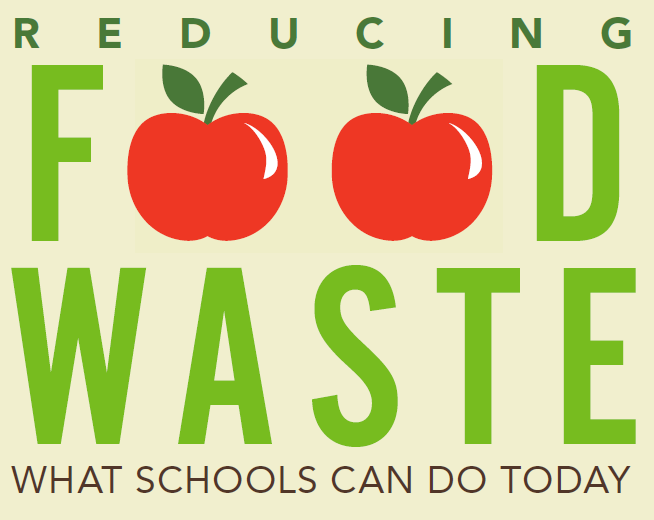 REDUCING
FOOD
WASTE
WHAT SCHOOLS CAN DO TODAY